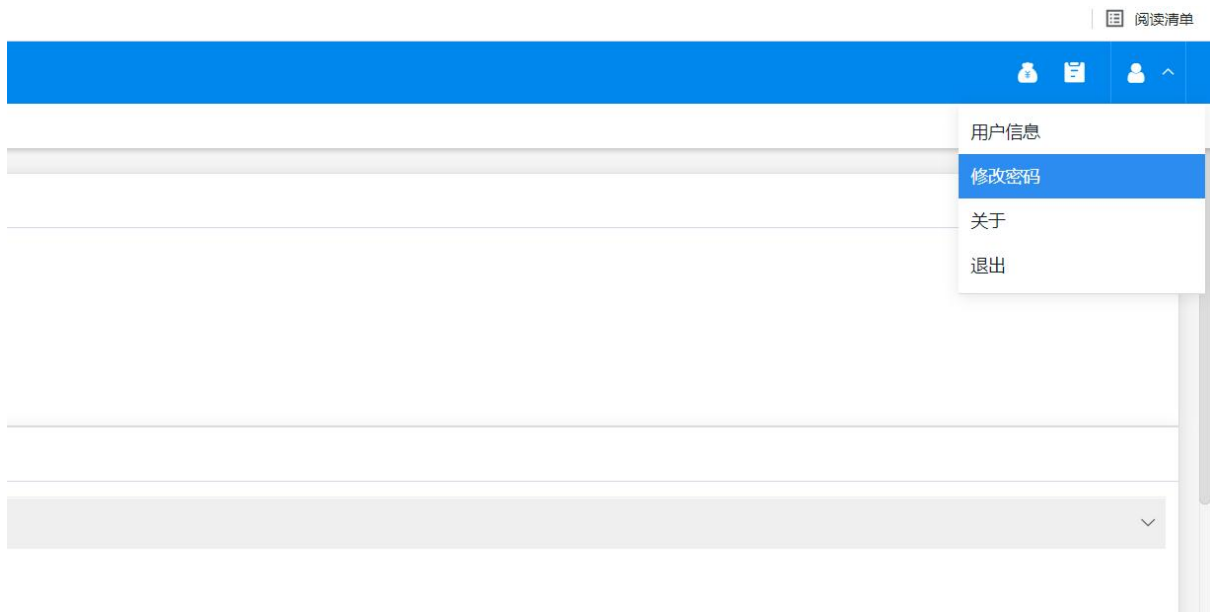 阅读清单
用户信息
修改密码
关于
退出